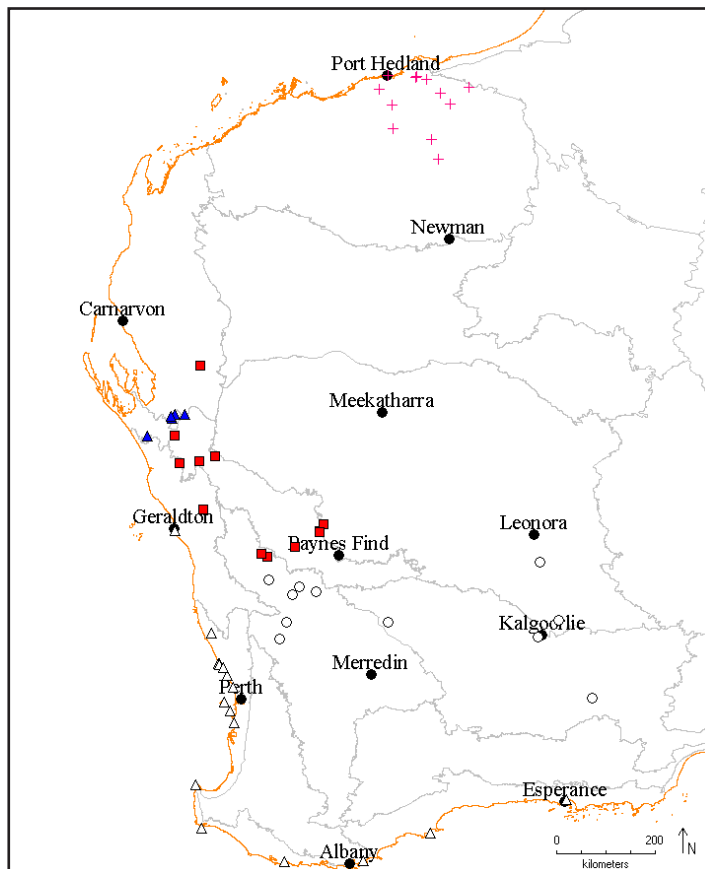 Port Hedland
Newman
Carnarvon
Meekatharra
Geraldton
Leonora
Paynes Find
Kalgoorlie
Merredin
Perth
Esperance
Albany
0 200
kilometers
N